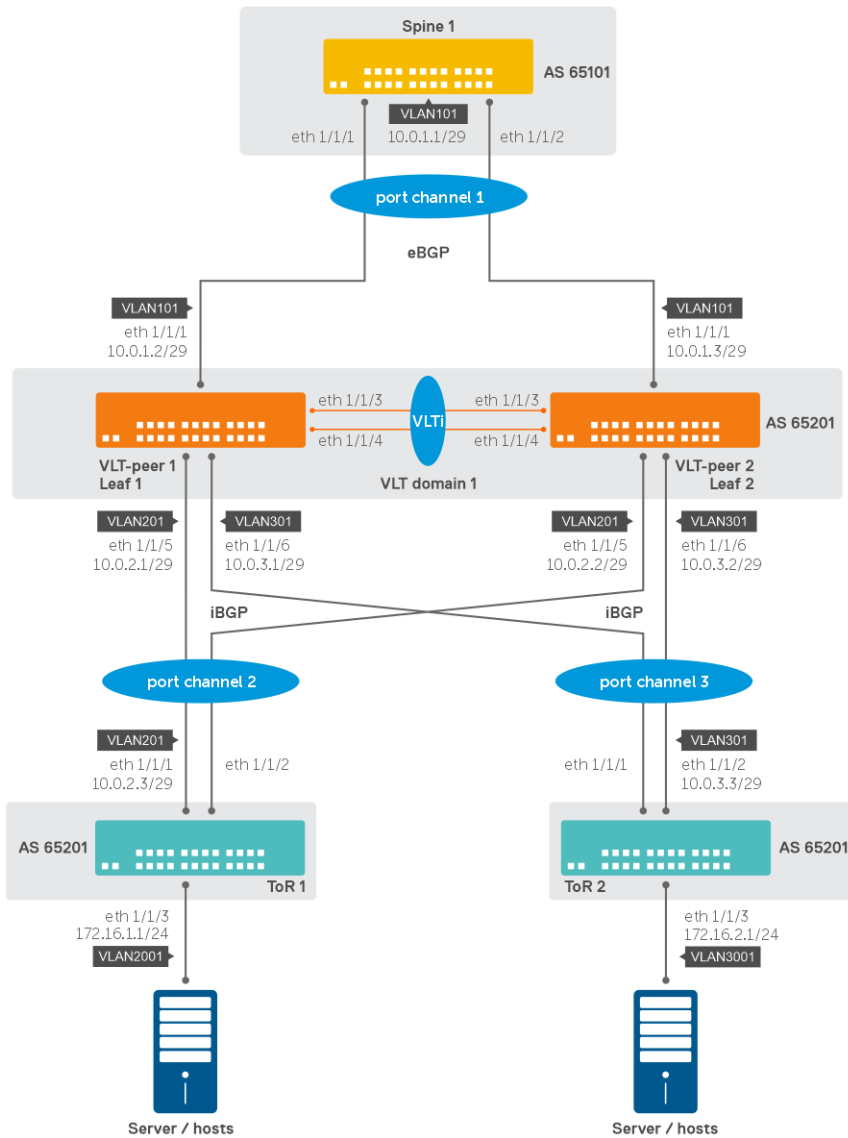 Spine 1
AS 65101
VLAN101
eth 1/1/1
10.0.1.1/29
eth 1/1/2
port channel 1
eBGP
VLAN101
eth 1/1/1
10.0.1.2/29
VLAN101
eth 1/1/1
10.0.1.3/29
eth 1/1/3
eth 1/1/3
VLTi
eth 1/1/4
eth 1/1/4
AS 65201
VLT-peer 1
Leaf 1
VLT domain 1
VLT-peer 2
Leaf 2
VLAN201
eth 1/1/5
10.0.2.1/29
VLAN301
eth 1/1/6
10.0.3.1/29
VLAN201
eth 1/1/5
10.0.2.2/29
VLAN301
eth 1/1/6
10.0.3.2/29
iBGP
iBGP
port channel 2
port channel 3
VLAN201
eth 1/1/1
10.0.2.3/29
eth 1/1/2
eth 1/1/1
VLAN301
eth 1/1/2
10.0.3.3/29
AS 65201
ToR 1
AS 65201
ToR 2
eth 1/1/3
172.16.1.1/24
VLAN2001
eth 1/1/3
172.16.2.1/24
VLAN3001
Server / hosts
Server / hosts